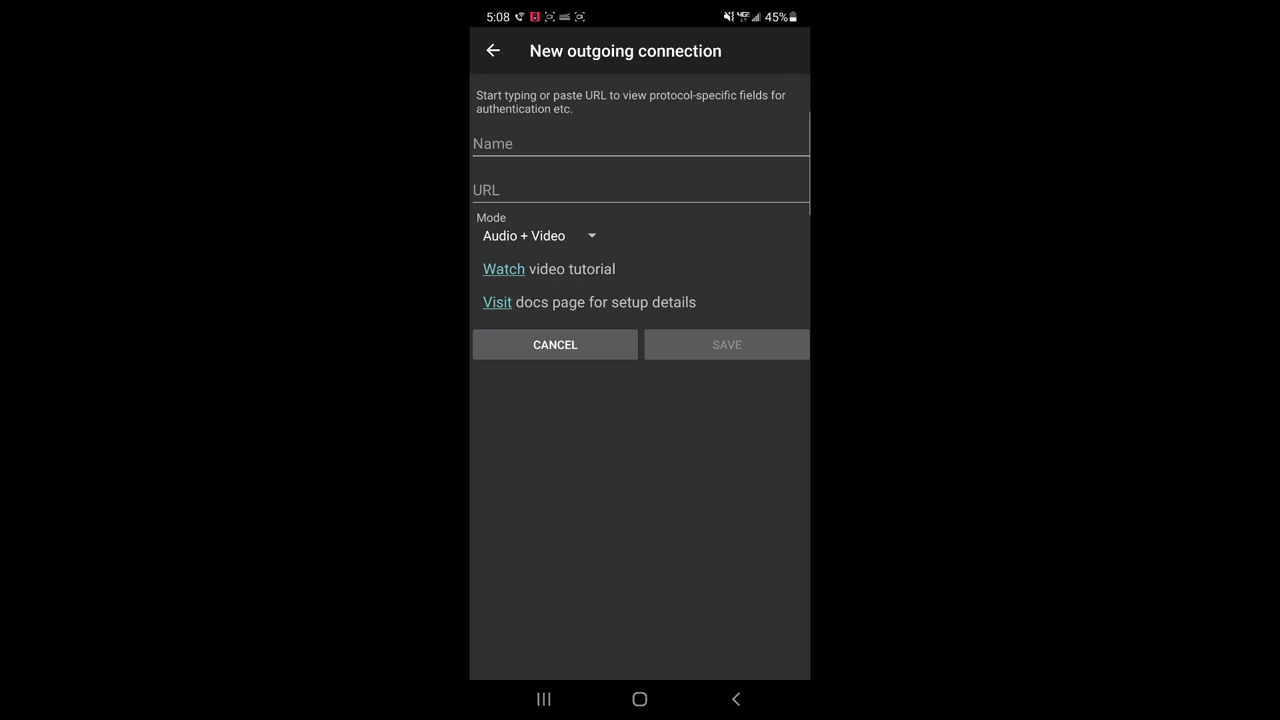 5:08
45%
New outgoing connection
Start typing or paste URL to view protocol-specific fields for
authentication etc.
Name
URL
Mode
Audio + Video
Watch video tutorial
Visit docs page for setup details
CANCEL SAVE